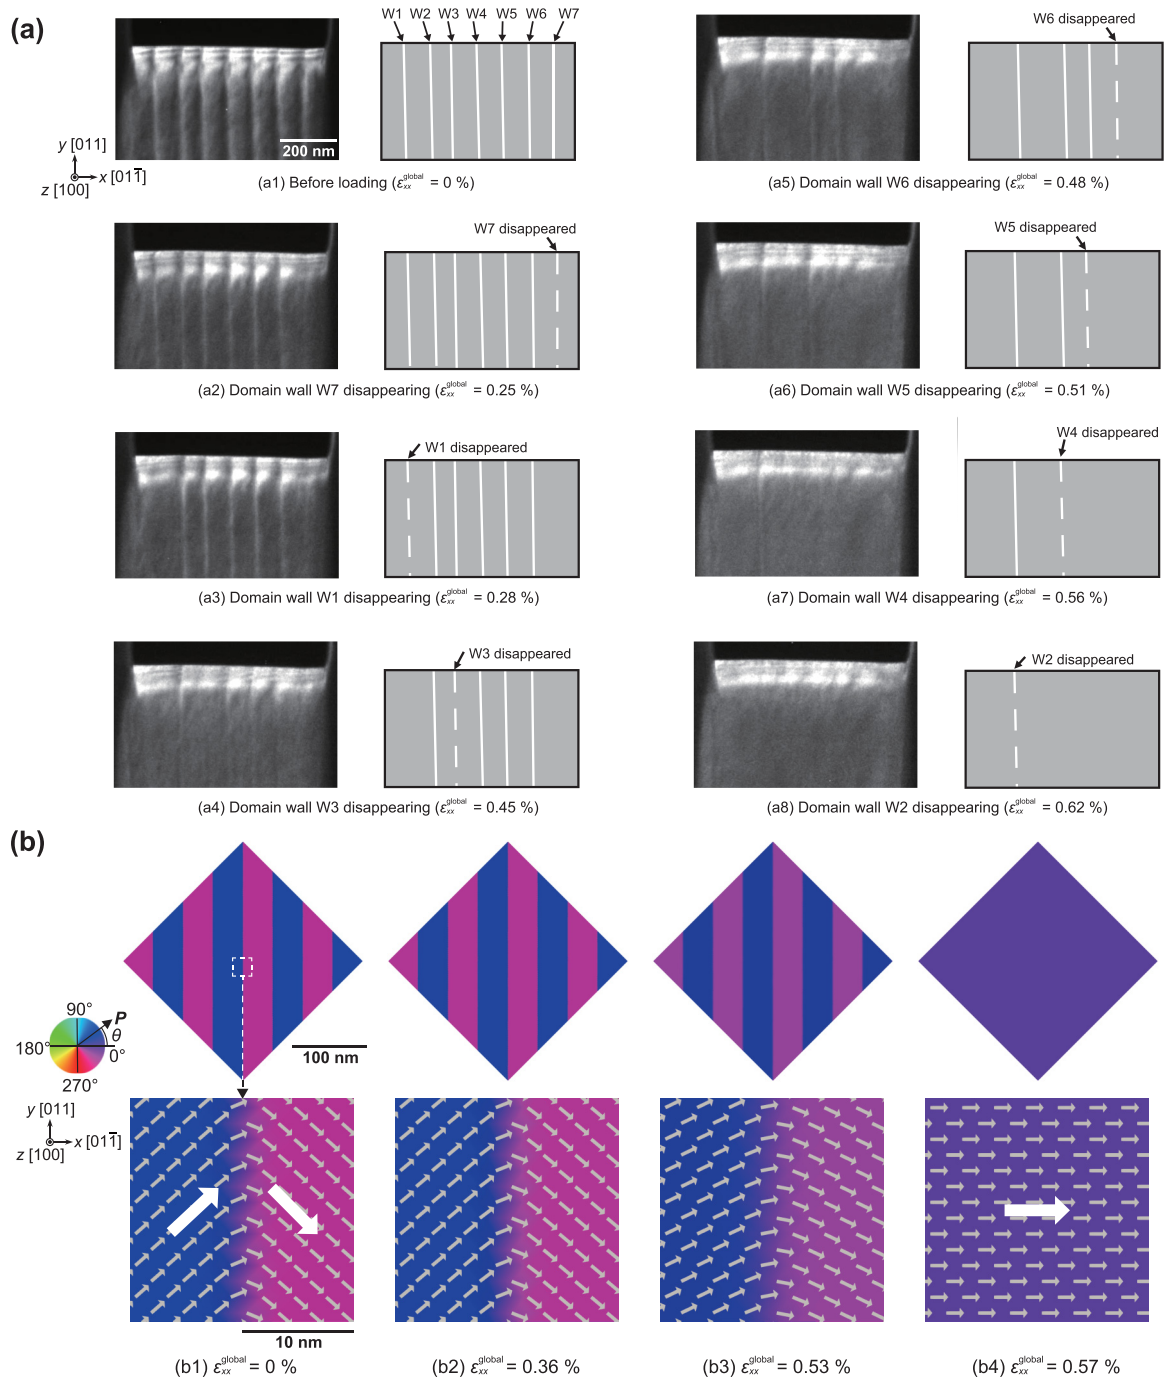 (a)
W1 W2 W3 W4 W5 W6 W7
200 nm
y [011]
x [011̅]
z [100]
(a1) Before loading (ε_xx^global = 0 %)
W6 disappeared
(a5) Domain wall W6 disappearing (ε_xx^global = 0.48 %)
W7 disappeared
(a2) Domain wall W7 disappearing (ε_xx^global = 0.25 %)
W5 disappeared
(a6) Domain wall W5 disappearing (ε_xx^global = 0.51 %)
W1 disappeared
(a3) Domain wall W1 disappearing (ε_xx^global = 0.28 %)
W4 disappeared
(a7) Domain wall W4 disappearing (ε_xx^global = 0.56 %)
W3 disappeared
(a4) Domain wall W3 disappearing (ε_xx^global = 0.45 %)
W2 disappeared
(a8) Domain wall W2 disappearing (ε_xx^global = 0.62 %)
(b)
90°
P
θ
180°
0°
270°
100 nm
y [011]
x [011̅]
z [100]
10 nm
(b1) ε_xx^global = 0 %
(b2) ε_xx^global = 0.36 %
(b3) ε_xx^global = 0.53 %
(b4) ε_xx^global = 0.57 %